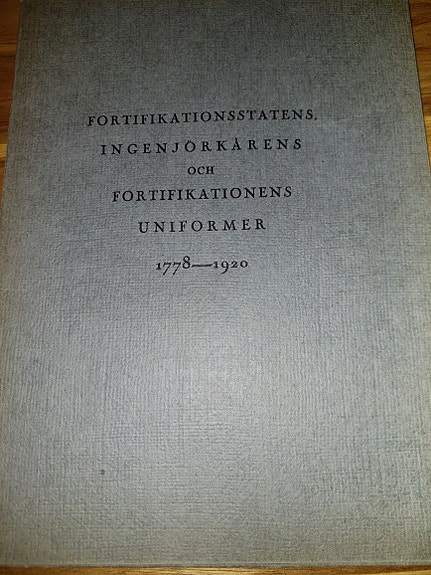 FORTIFIKATIONSSTATENS,
INGENJÖRKÅRENS
OCH
FORTIFIKATIONENS
UNIFORMER
1778—1920